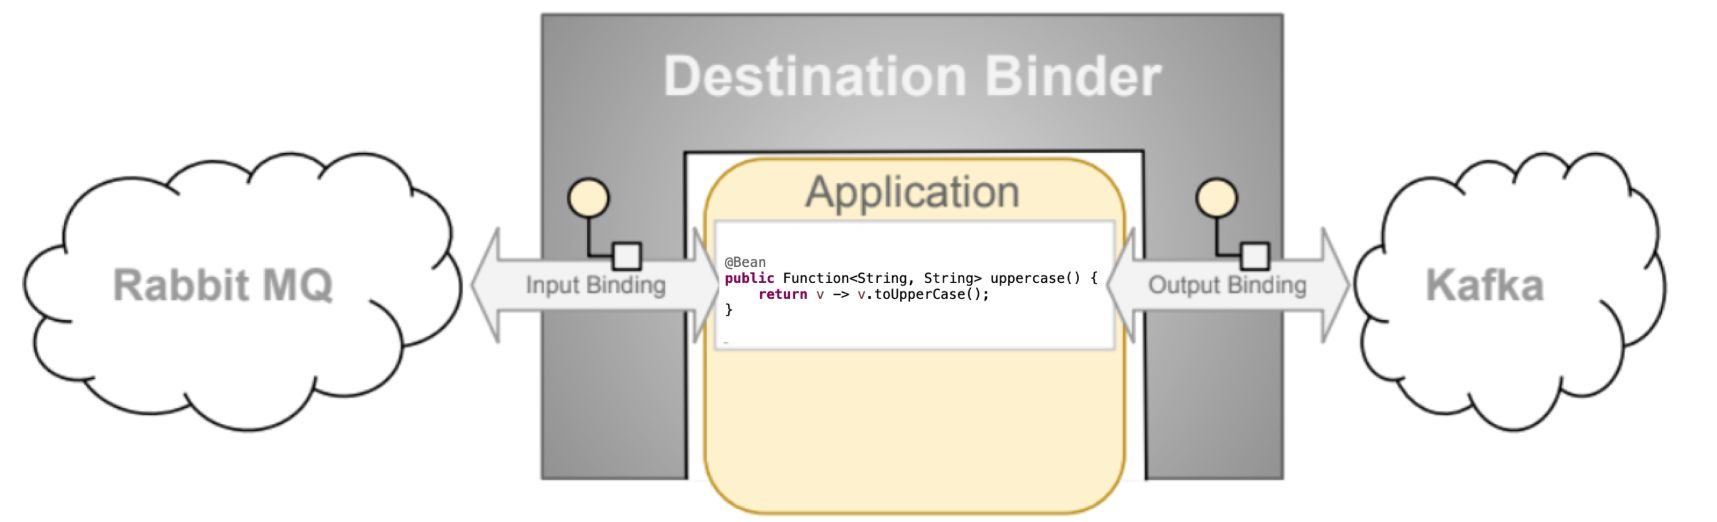 Destination Binder
Application
Rabbit MQ
Input Binding
@Bean
public Function<String, String> uppercase() {
    return v -> v.toUpperCase();
}
Output Binding
Kafka